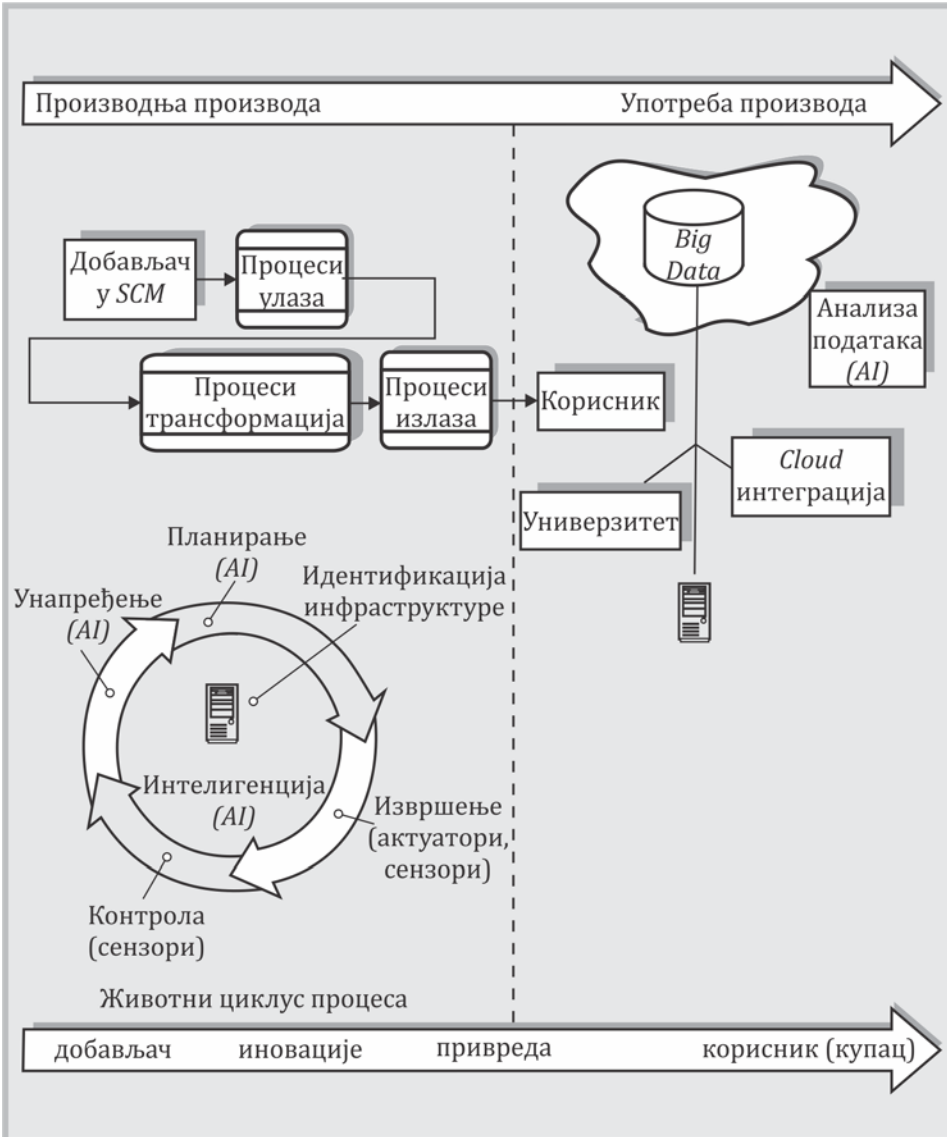 Производња производа
Употреба производа
Big
Data
Добављач
у SCM
Процеси
улаза
Анализа
података
(AI)
Процеси
трансформација
Процеси
излаза
Корисник
Cloud
интеграција
Универзитет
Планирање
(AI)
Идентификација
инфраструктуре
Унапређење
(AI)
Интелигенција
(AI)
Извршење
(актуатори,
сензори)
Контрола
(сензори)
Животни циклус процеса
добављач
иновације
привреда
корисник (купац)